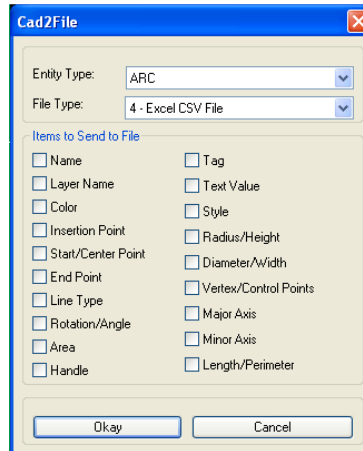 Cad2File
Entity Type: ARC
File Type: 4 - Excel CSV File
Items to Send to File
Name
Layer Name
Color
Insertion Point
Start/Center Point
End Point
Line Type
Rotation/Angle
Area
Handle
Tag
Text Value
Style
Radius/Height
Diameter/Width
Vertex/Control Points
Major Axis
Minor Axis
Length/Perimeter
Okay Cancel